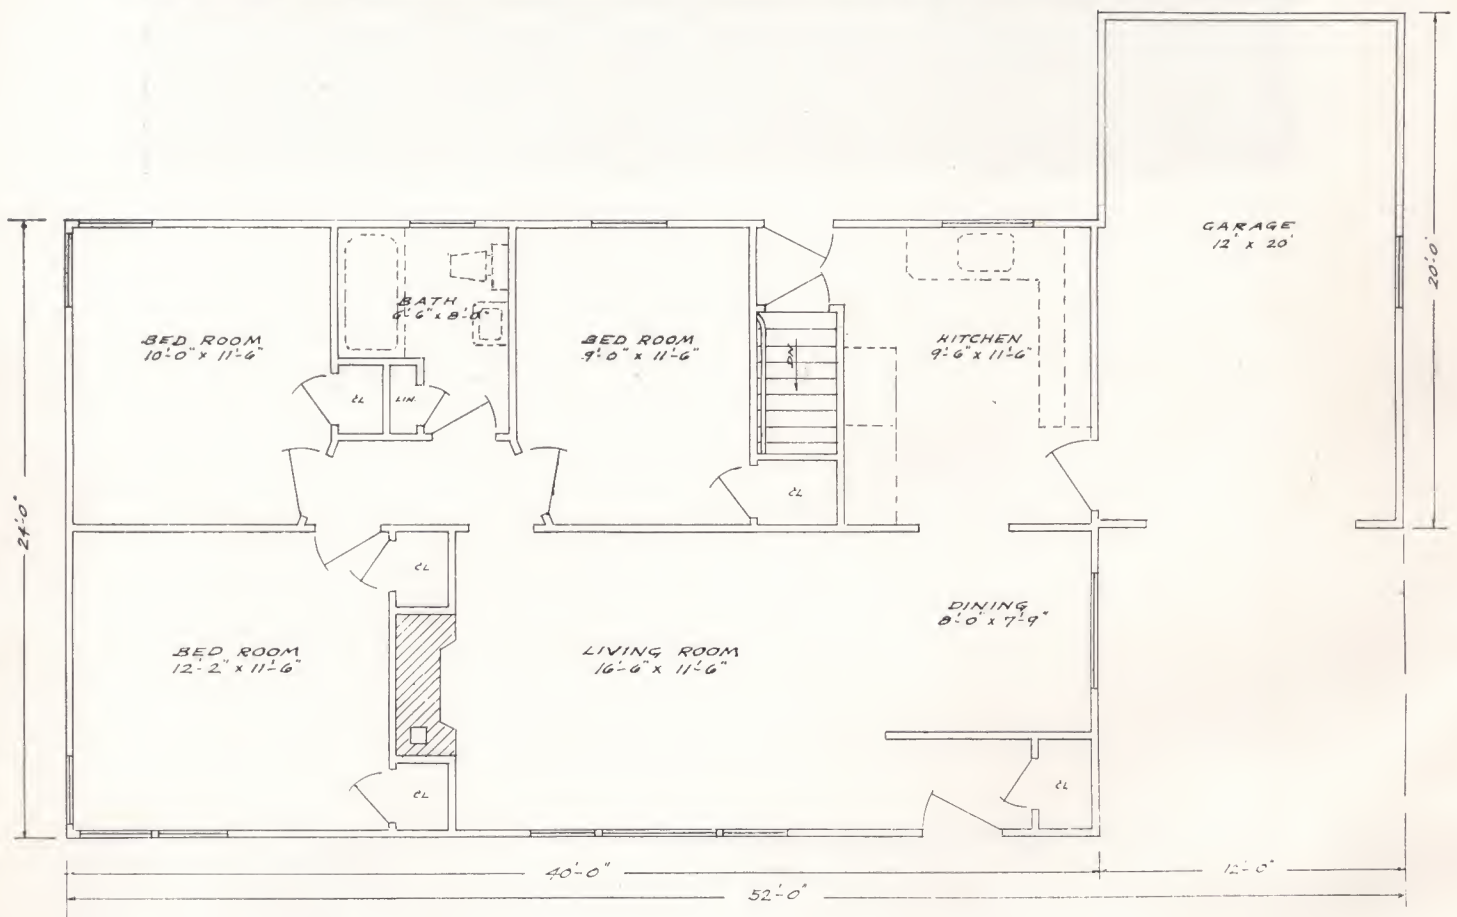 GARAGE
12' x 20'
20'-0"
BED ROOM
10'-0" x 11'-6"
BATH
6'-6" x 8'-0"
BED ROOM
9'-0" x 11'-6"
DN
KITCHEN
9'-6" x 11'-6"
CL
LIN.
CL
24'-0"
CL
DINING
8'-0" x 7'-9"
BED ROOM
12'-2" x 11'-6"
LIVING ROOM
16'-6" x 11'-6"
CL
CL
40'-0"
12'-0"
52'-0"